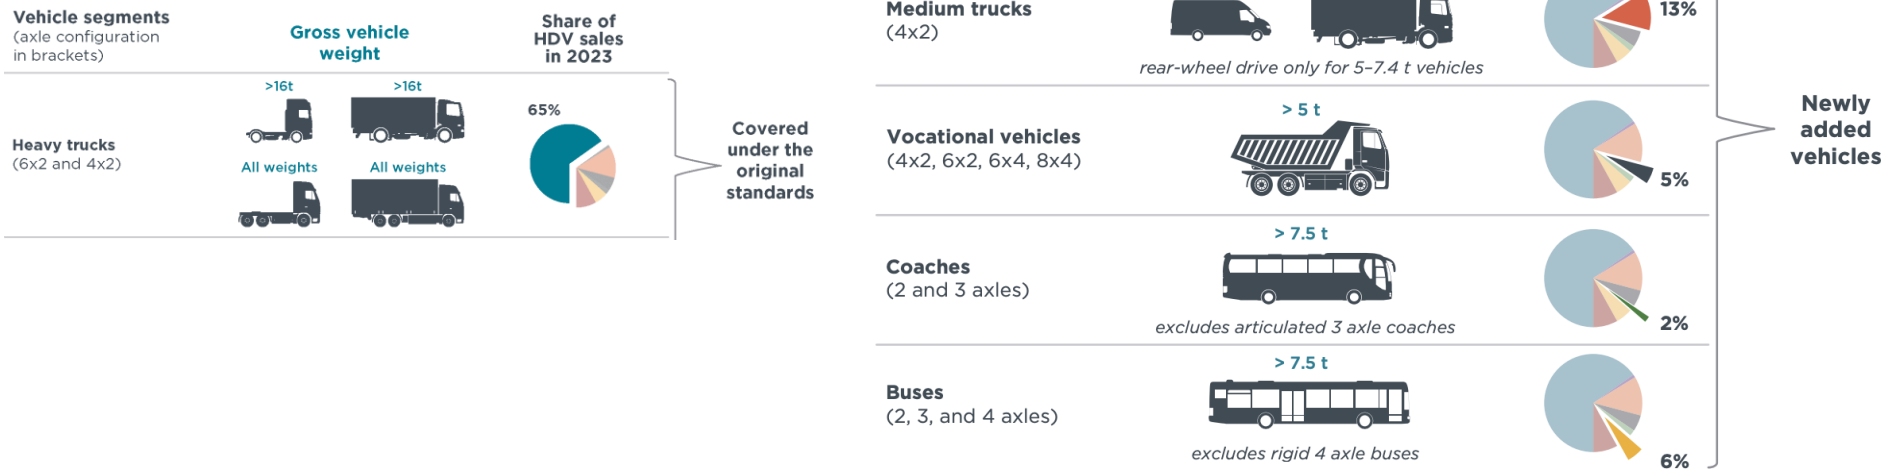 Vehicle segments
(axle configuration
in brackets)
Gross vehicle
weight
Share of
HDV sales
in 2023
Heavy trucks
(6x2 and 4x2)
>16t
>16t
All weights
All weights
65%
Covered
under the
original
standards
Medium trucks
(4x2)
rear-wheel drive only for 5–7.4 t vehicles
13%
Vocational vehicles
(4x2, 6x2, 6x4, 8x4)
> 5 t
5%
Coaches
(2 and 3 axles)
> 7.5 t
excludes articulated 3 axle coaches
2%
Buses
(2, 3, and 4 axles)
> 7.5 t
excludes rigid 4 axle buses
6%
Newly
added
vehicles